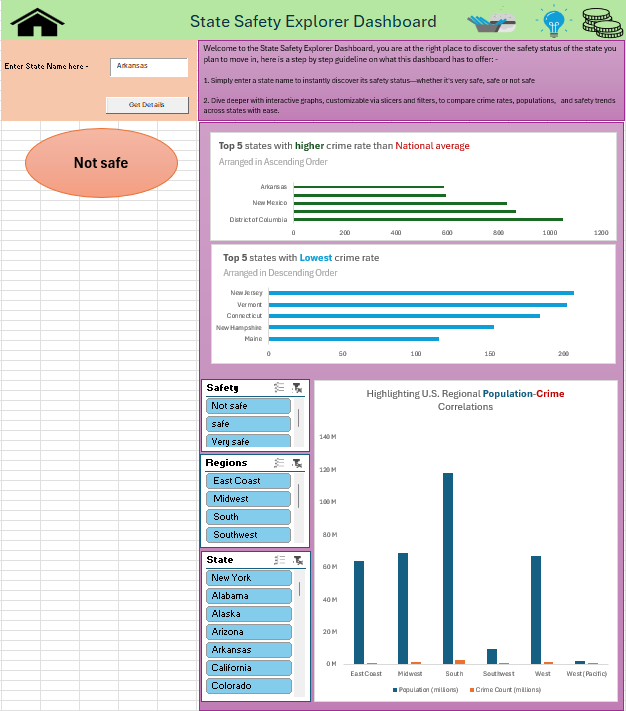 State Safety Explorer Dashboard
Enter State Name here -
Arkansas
Get Details
Welcome to the State Safety Explorer Dashboard, you are at the right place to discover the safety status of the state you
plan to move in, here is a step by step guideline on what this dashboard has to offer: -
1. Simply enter a state name to instantly discover its safety status—whether it's very safe, safe or not safe
2. Dive deeper with interactive graphs, customizable via slicers and filters, to compare crime rates, populations, and safety trends
across states with ease.
Not safe
Top 5 states with higher crime rate than National average
Arranged in Ascending Order
Arkansas
New Mexico
District of Columbia
0 200 400 600 800 1000 1200
Top 5 states with Lowest crime rate
Arranged in Descending Order
New Jersey
Vermont
Connecticut
New Hampshire
Maine
0 50 100 150 200
Safety
Not safe
safe
Very safe
Regions
East Coast
Midwest
South
Southwest
State
New York
Alabama
Alaska
Arizona
Arkansas
California
Colorado
Highlighting U.S. Regional Population-Crime
Correlations
140 M
120 M
100 M
80 M
60 M
40 M
20 M
0 M
East Coast Midwest South Southwest West West (Pacific)
Population (millions) Crime Count (millions)